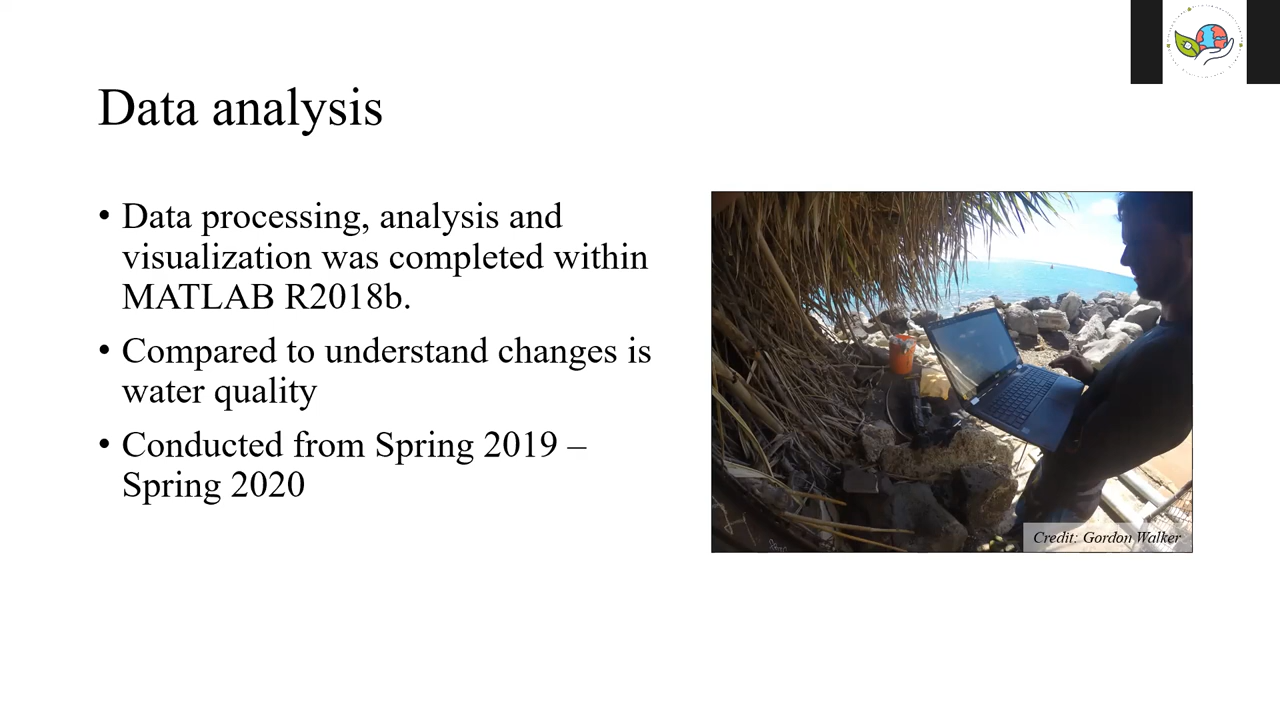 Data analysis
• Data processing, analysis and
visualization was completed within
MATLAB R2018b.
• Compared to understand changes is
water quality
• Conducted from Spring 2019 –
Spring 2020
Credit: Gordon Walker